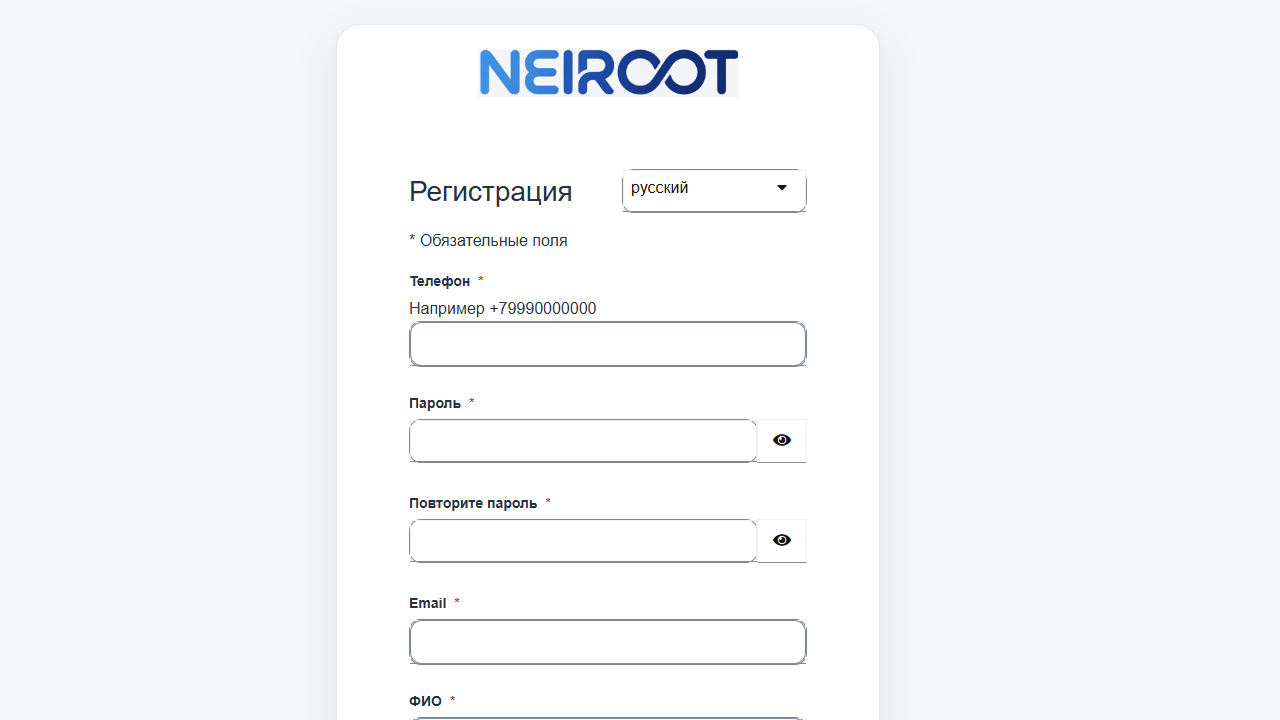 NEIROOT
Регистрация
русский
* Обязательные поля
Телефон *
Например +79990000000
Пароль *
Повторите пароль *
Email *
ФИО *